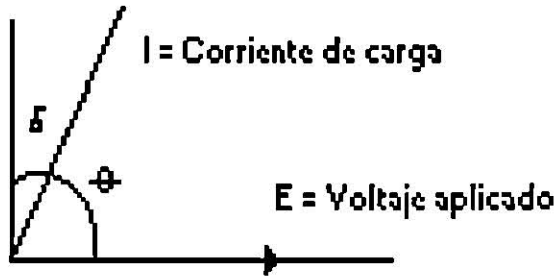 I = Corriente de carga
δ
θ
E = Voltaje aplicado